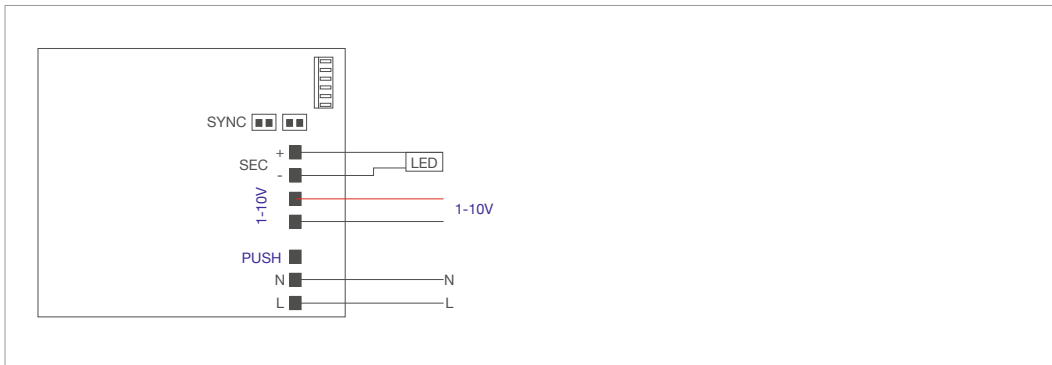 SYNC
+
SEC
-
LED
1-10V
1-10V
PUSH
N
N
L
L